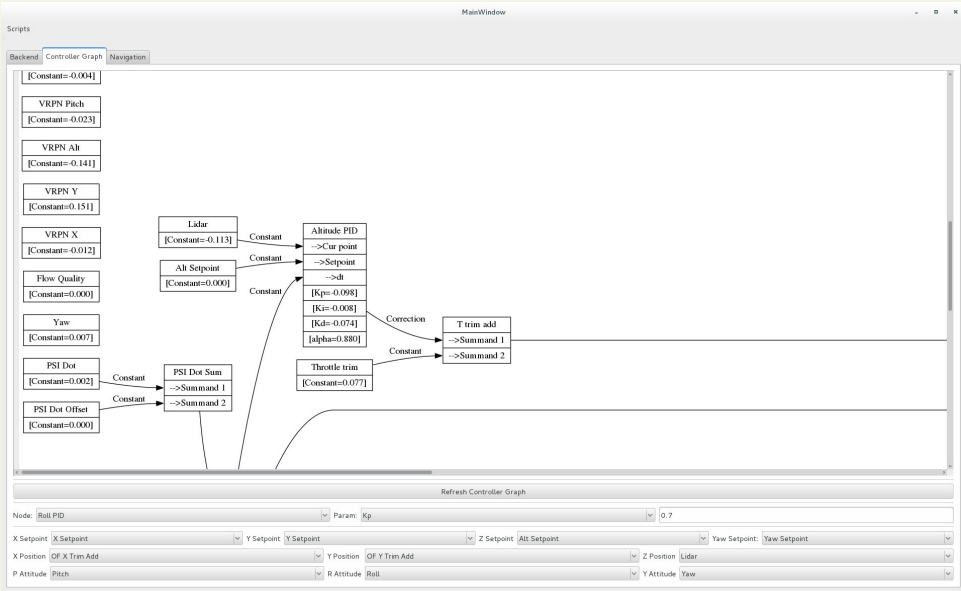 MainWindow
Scripts
Backend Controller Graph Navigation
[Constant=-0.004]
VRPN Pitch
[Constant=-0.023]
VRPN Alt
[Constant=-0.141]
VRPN Y
[Constant=0.151]
VRPN X
[Constant=-0.012]
Flow Quality
[Constant=0.000]
Yaw
[Constant=0.007]
PSI Dot
[Constant=0.002]
PSI Dot Offset
[Constant=0.000]
Constant
Constant
PSI Dot Sum
-->Summand 1
-->Summand 2
Lidar
[Constant=-0.113]
Alt Setpoint
[Constant=0.000]
Constant
Constant
Constant
Altitude PID
-->Cur point
-->Setpoint
-->dt
[Kp=-0.098]
[Ki=-0.008]
[Kd=-0.074]
[alpha=0.880]
Throttle trim
[Constant=0.077]
Correction
Constant
T trim add
-->Summand 1
-->Summand 2
Refresh Controller Graph
Node: Roll PID Param: Kp 0.7
X Setpoint X Setpoint Y Setpoint Y Setpoint Z Setpoint Alt Setpoint Yaw Setpoint: Yaw Setpoint
X Position OF X Trim Add Y Position OF Y Trim Add Z Position Lidar
P Attitude Pitch R Attitude Roll Y Attitude Yaw